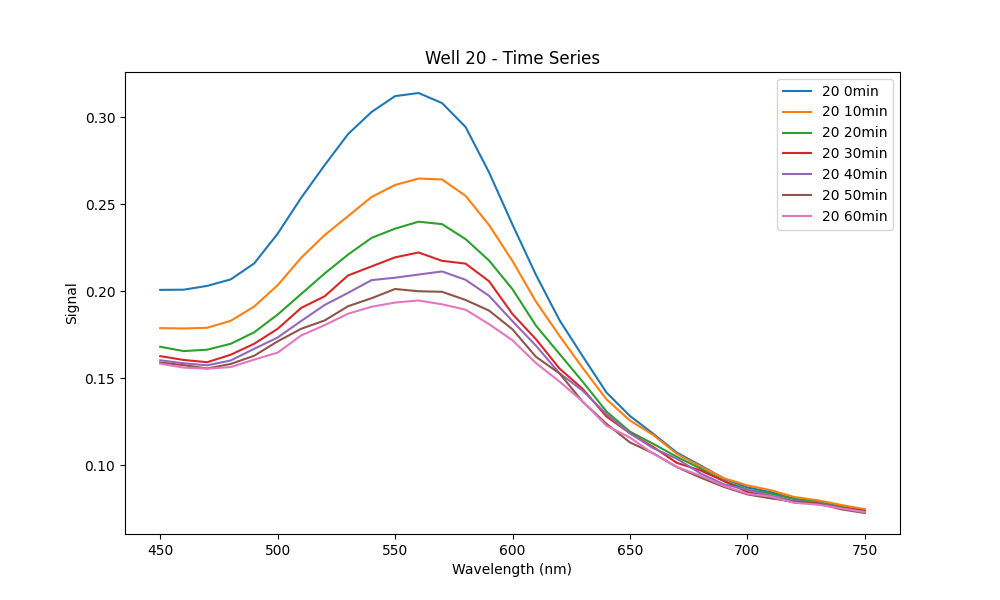 Well 20 - Time Series
Signal
0.30
0.25
0.20
0.15
0.10
20 0min
20 10min
20 20min
20 30min
20 40min
20 50min
20 60min
450 500 550 600 650 700 750
Wavelength (nm)